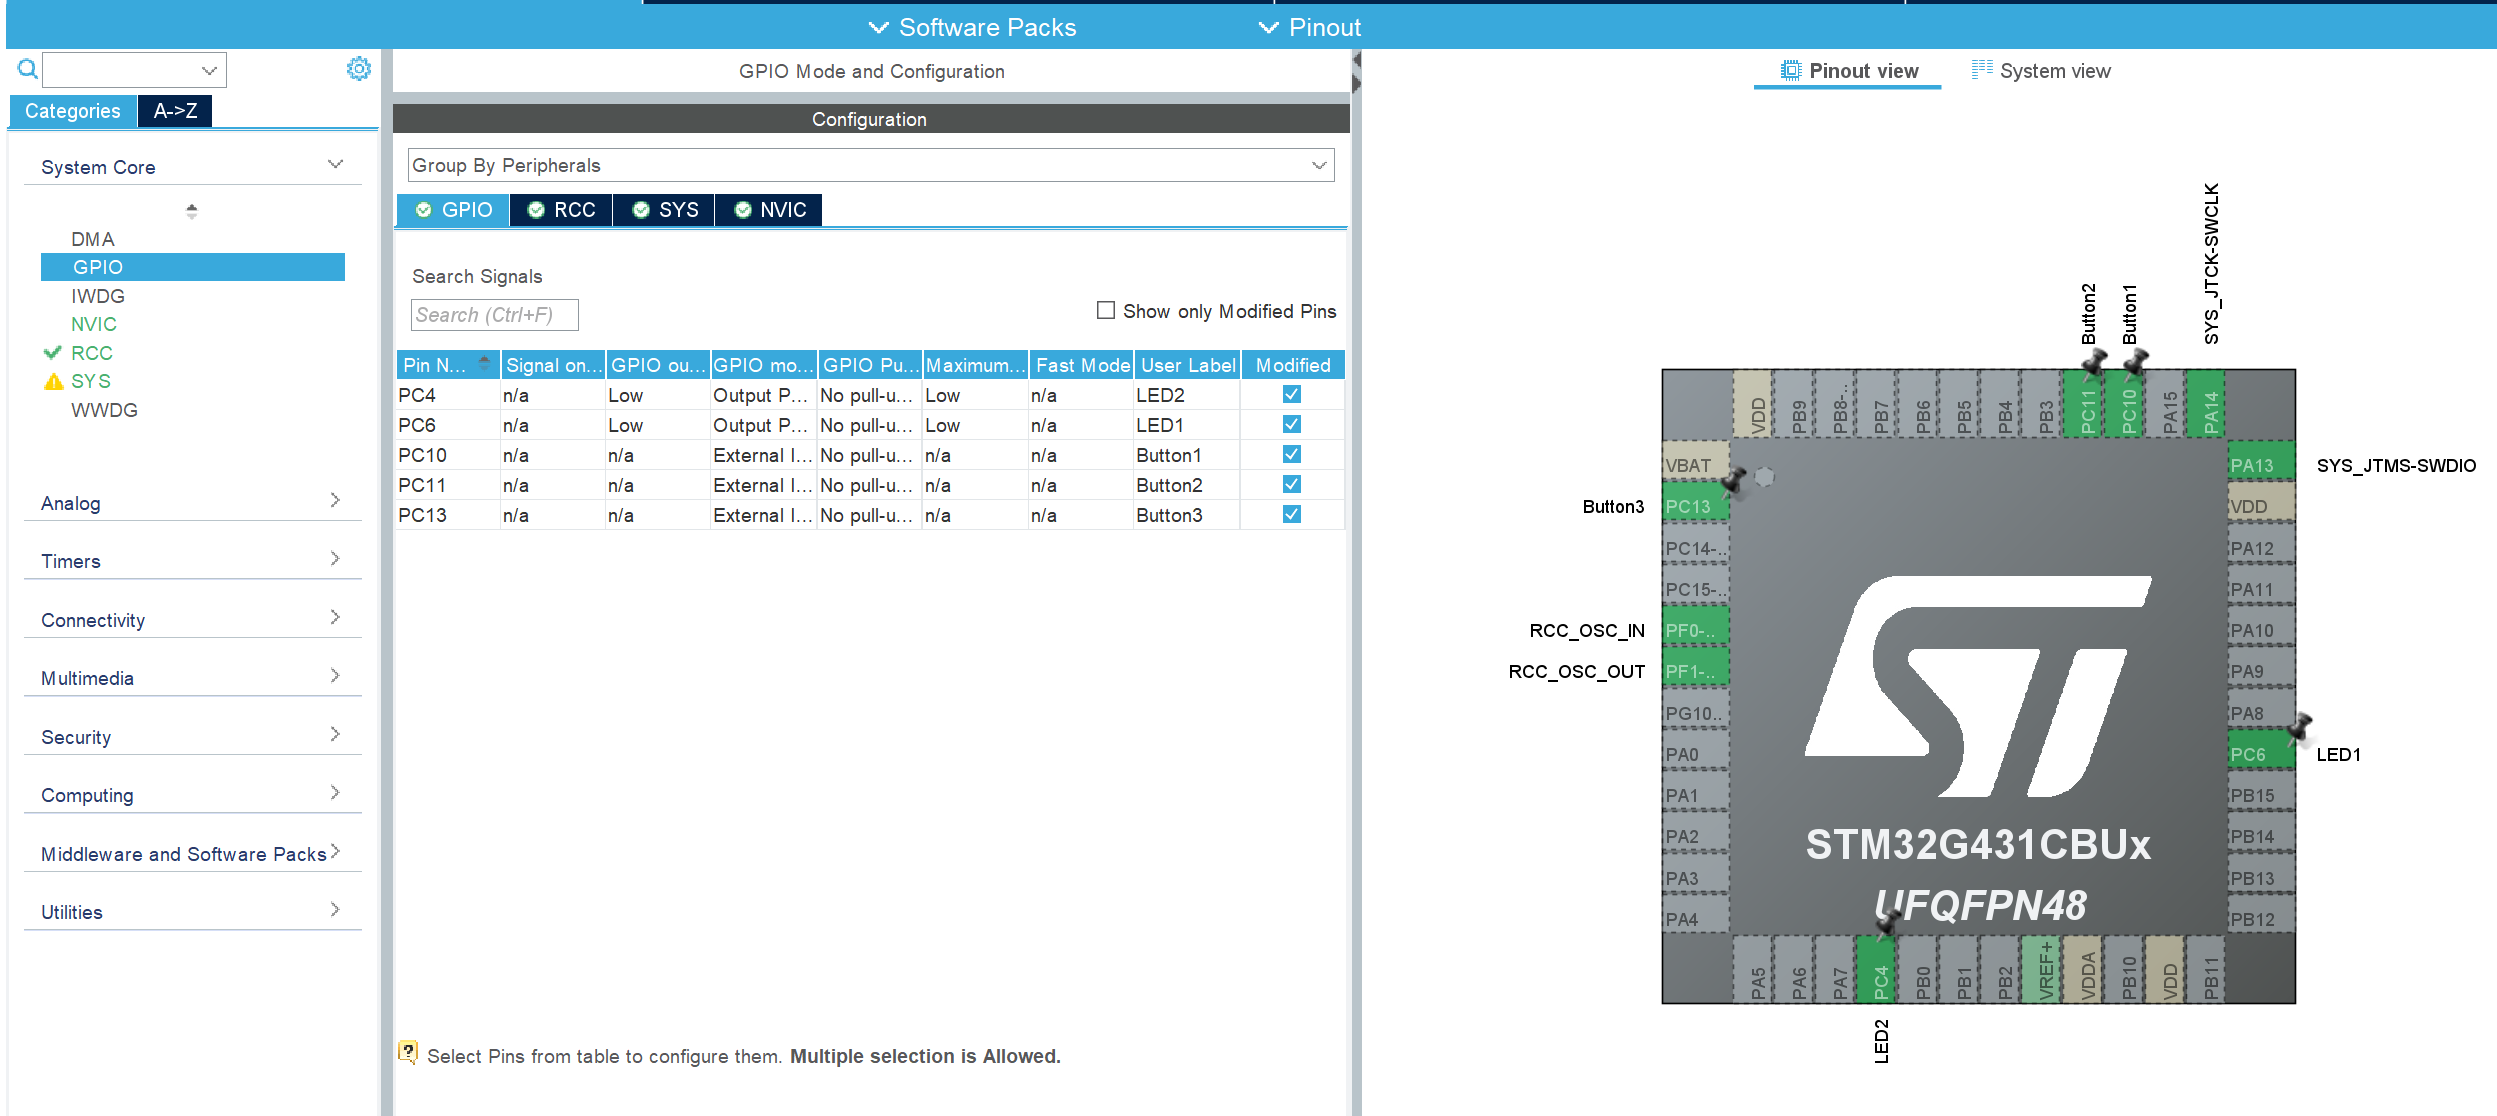 Software Packs
Pinout
Categories
A->Z
System Core
DMA
GPIO
IWDG
NVIC
RCC
SYS
WWDG
Analog
Timers
Connectivity
Multimedia
Security
Computing
Middleware and Software Packs
Utilities
GPIO Mode and Configuration
Configuration
Group By Peripherals
GPIO RCC SYS NVIC
Search Signals
Search (Ctrl+F)
Show only Modified Pins
Pin N... Signal on... GPIO ou... GPIO mo... GPIO Pu... Maximum... Fast Mode User Label Modified
PC4 n/a Low Output P... No pull-u... Low n/a LED2
PC6 n/a Low Output P... No pull-u... Low n/a LED1
PC10 n/a n/a External I... No pull-u... n/a n/a Button1
PC11 n/a n/a External I... No pull-u... n/a n/a Button2
PC13 n/a n/a External I... No pull-u... n/a n/a Button3
Select Pins from table to configure them. Multiple selection is Allowed.
Pinout view
System view
Button2
Button1
SYS_JTCK-SWCLK
VDD
PB9
PB8-..
PB7
PB6
PB5
PB4
PB3
PC11
PC10
PA15
PA14
VBAT
Button3 PC13
PC14-..
PC15-..
RCC_OSC_IN PF0-..
RCC_OSC_OUT PF1-..
PG10..
PA0
PA1
PA2
PA3
PA4
PA13 SYS_JTMS-SWDIO
VDD
PA12
PA11
PA10
PA9
PA8
PC6 LED1
PB15
PB14
PB13
PB12
ST
STM32G431CBUx
UFQFPN48
PA5
PA6
PA7
PC4
PB0
PB1
PB2
VREF+
VDDA
PB10
VDD
PB11
LED2